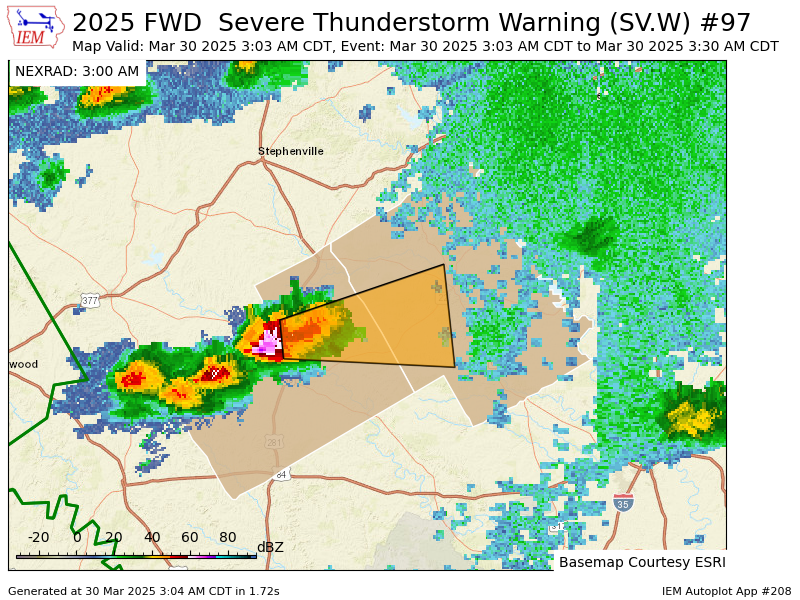 IEM
2025 FWD  Severe Thunderstorm Warning (SV.W) #97
Map Valid: Mar 30 2025 3:03 AM CDT, Event: Mar 30 2025 3:03 AM CDT to Mar 30 2025 3:30 AM CDT
NEXRAD: 3:00 AM
Stephenville
377
wood
281
84
35
-20 0 20 40 60 80
dBZ
Basemap Courtesy ESRI
Generated at 30 Mar 2025 3:04 AM CDT in 1.72s
IEM Autoplot App #208